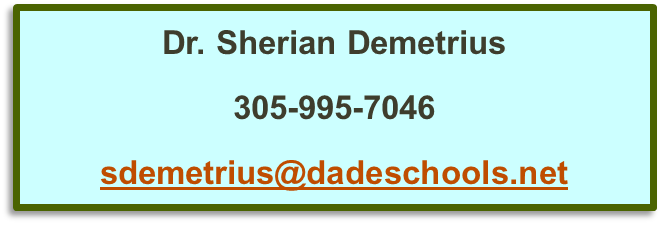 Dr. Sherian Demetrius
305-995-7046
sdemetrius@dadeschools.net